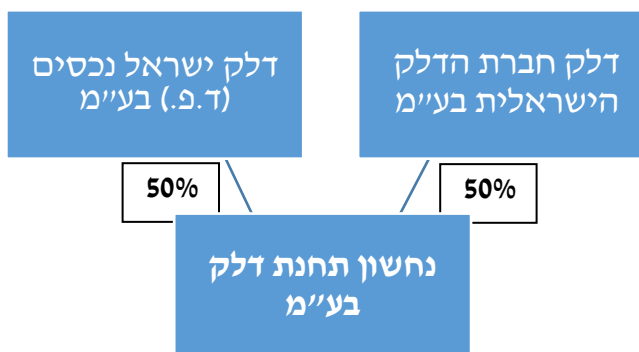 דלק חברת הדלק
הישראלית בע״מ
דלק ישראל נכסים
(ד.פ.) בע״מ
50%
50%
נחשון תחנת דלק
בע״מ